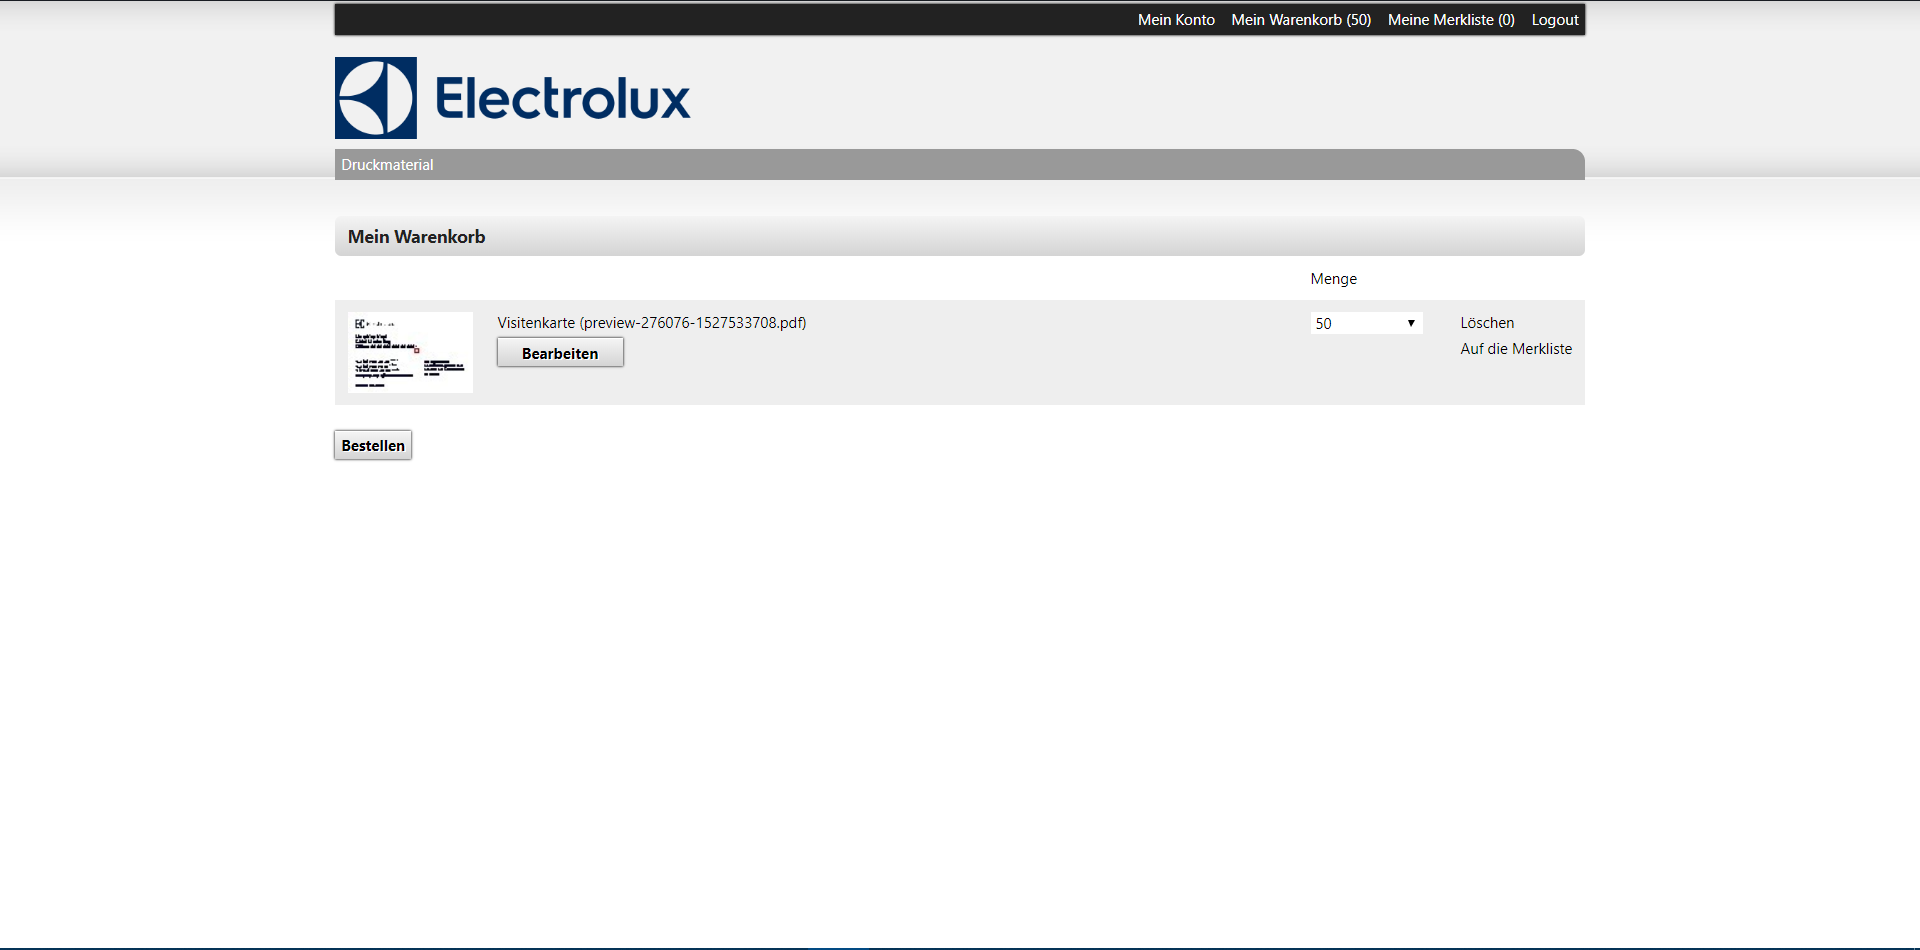 Mein Konto Mein Warenkorb (50) Meine Merkliste (0) Logout
Electrolux
Druckmaterial
Mein Warenkorb
Menge
Visitenkarte (preview-276076-1527533708.pdf) 50 ▼ Löschen
Bearbeiten Auf die Merkliste
Bestellen